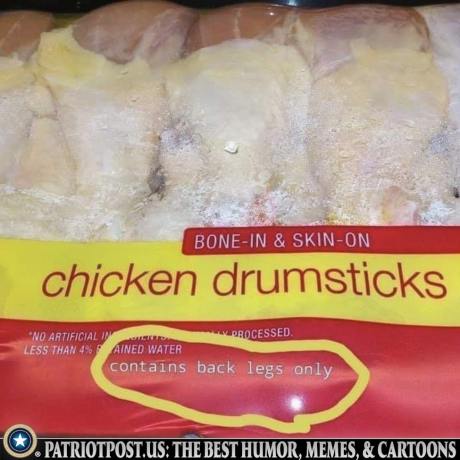 BONE-IN & SKIN-ON
chicken drumsticks
*NO ARTIFICIAL PROCESSED.
LESS THAN 4% WATER
contains back legs only
PATRIOTPOST.US: THE BEST HUMOR, MEMES, & CARTOONS